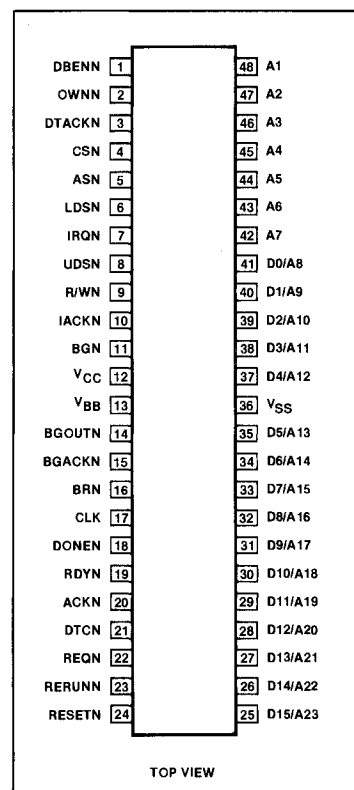 DBENN 1 48 A1
OWNN 2 47 A2
DTACKN 3 46 A3
CSN 4 45 A4
ASN 5 44 A5
LDSN 6 43 A6
IRQN 7 42 A7
UDSN 8 41 D0/A8
R/WN 9 40 D1/A9
IACKN 10 39 D2/A10
BGN 11 38 D3/A11
VCC 12 37 D4/A12
VBB 13 36 VSS
BGOUTN 14 35 D5/A13
BGACKN 15 34 D6/A14
BRN 16 33 D7/A15
CLK 17 32 D8/A16
DONEN 18 31 D9/A17
RDYN 19 30 D10/A18
ACKN 20 29 D11/A19
DTCN 21 28 D12/A20
REQN 22 27 D13/A21
RERUNN 23 26 D14/A22
RESETN 24 25 D15/A23
TOP VIEW